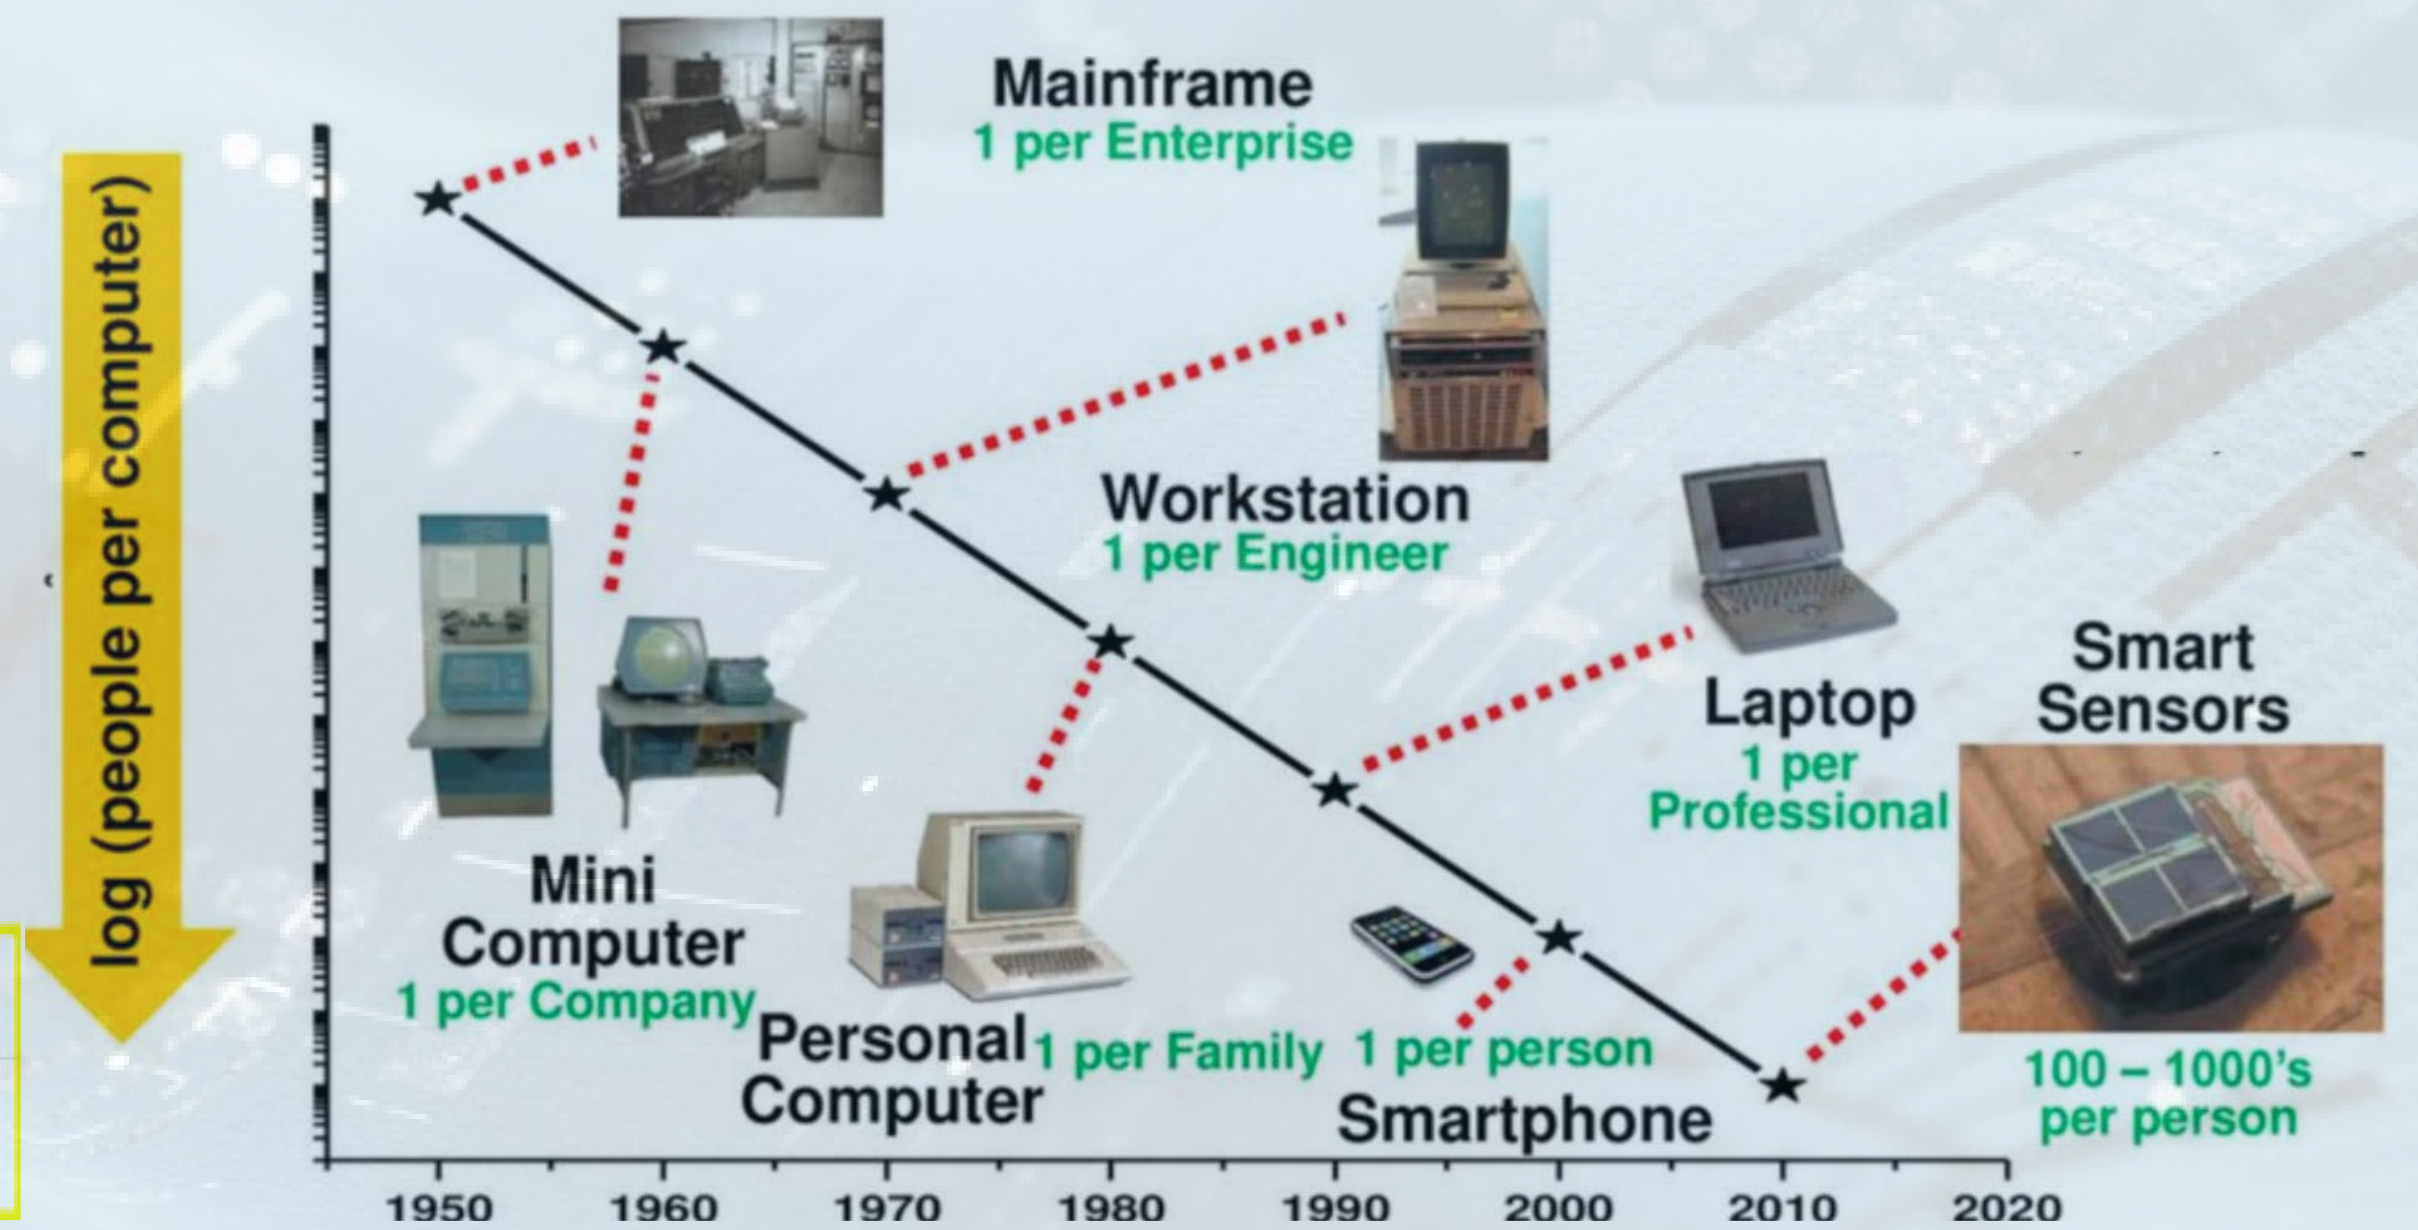 Mainframe
1 per Enterprise
log (people per computer)
Workstation
1 per Engineer
Smart
Sensors
Laptop
1 per
Professional
Mini
Computer
1 per Company
Personal
Computer
1 per Family
1 per person
Smartphone
100 – 1000's
per person
1950 1960 1970 1980 1990 2000 2010 2020